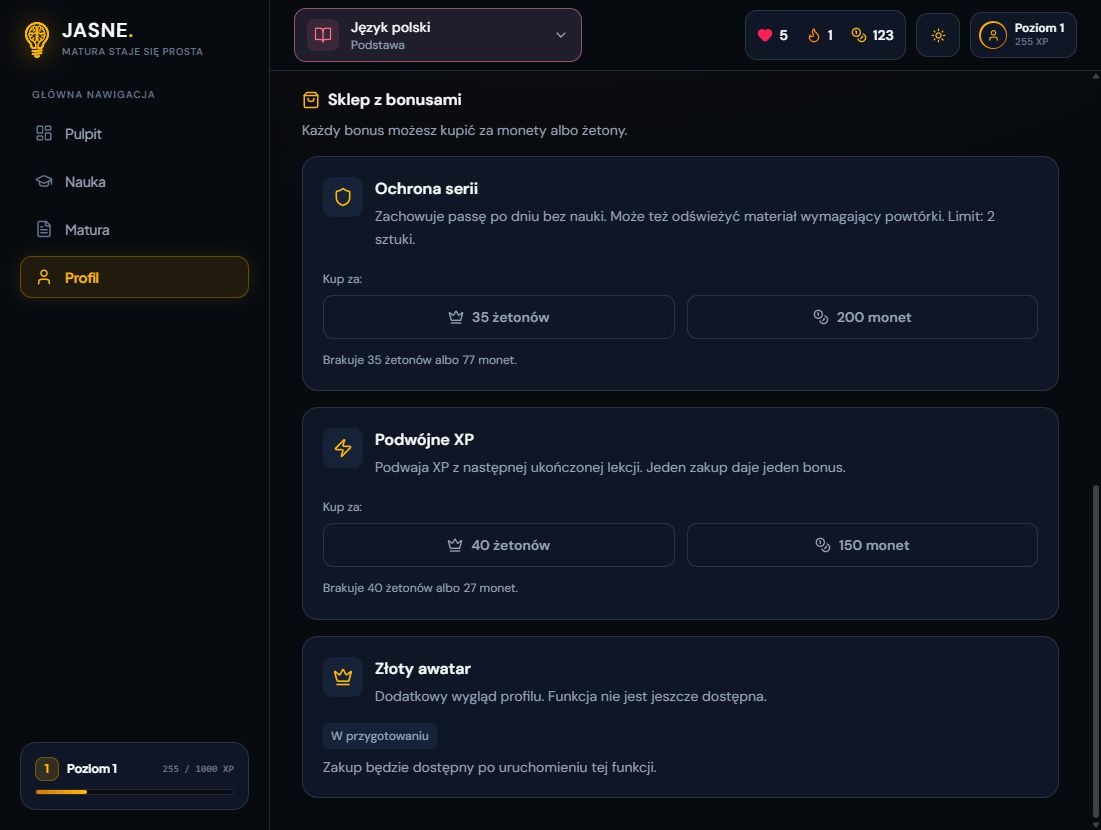 JASNE.
MATURA STAJE SIĘ PROSTA
GŁÓWNA NAWIGACJA
Pulpit
Nauka
Matura
Profil
1 Poziom 1 255 / 1000 XP
Język polski
Podstawa
5 1 123
Poziom 1
255 XP
Sklep z bonusami
Każdy bonus możesz kupić za monety albo żetony.
Ochrona serii
Zachowuje passę po dniu bez nauki. Może też odświeżyć materiał wymagający powtórki. Limit: 2
sztuki.
Kup za:
35 żetonów 200 monet
Brakuje 35 żetonów albo 77 monet.
Podwójne XP
Podwaja XP z następnej ukończonej lekcji. Jeden zakup daje jeden bonus.
Kup za:
40 żetonów 150 monet
Brakuje 40 żetonów albo 27 monet.
Złoty awatar
Dodatkowy wygląd profilu. Funkcja nie jest jeszcze dostępna.
W przygotowaniu
Zakup będzie dostępny po uruchomieniu tej funkcji.